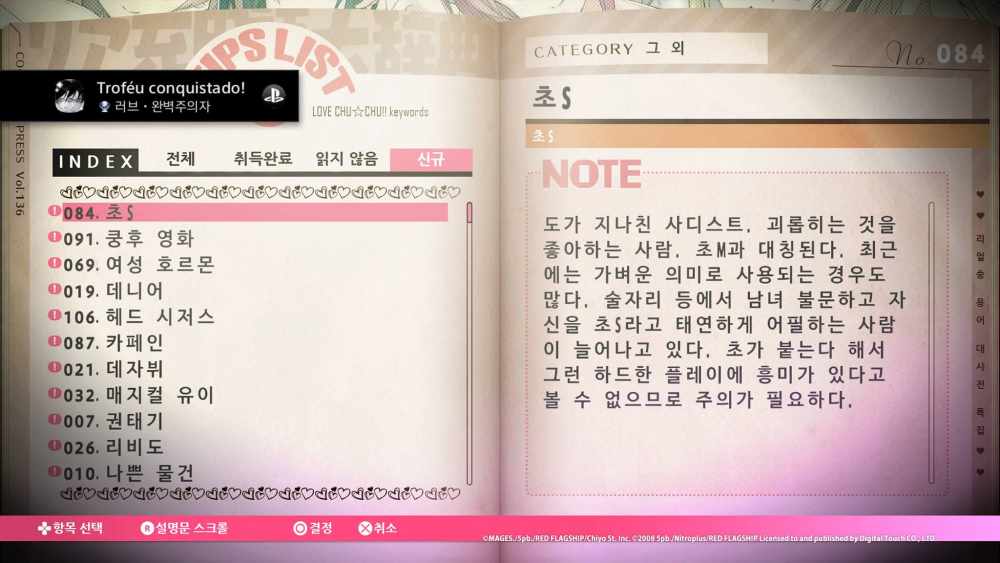 TIPS LIST
LOVE CHU☆CHU!! keywords
Troféu conquistado!
러브・완벽주의자
PRESS Vol.136
INDEX 전체 취득완료 읽지 않음 신규
084. 초S
091. 쿵후 영화
069. 여성 호르몬
019. 데니어
106. 헤드 시저스
087. 카페인
021. 데자뷔
032. 매지컬 유이
007. 권태기
026. 리비도
010. 나쁜 물건
CATEGORY 그 외
No. 084
초S
초S
NOTE
도가 지나친 사디스트. 괴롭히는 것을
좋아하는 사람. 초M과 대칭된다. 최근
에는 가벼운 의미로 사용되는 경우도
많다. 술자리 등에서 남녀 불문하고 자
신을 초S라고 태연하게 어필하는 사람
이 늘어나고 있다. 초가 붙는다 해서
그런 하드한 플레이에 흥미가 있다고
볼 수 없으므로 주의가 필요하다.
♥♥리얼충 용어 대사전 특집♥♥
항목 선택 R 설명문 스크롤 결정 취소
©MAGES./5pb./RED FLAGSHIP/Chiyo St. Inc. ©2009 5pb./Nitroplus/RED FLAGSHIP Licensed to and published by Digital Touch CO., LTD.